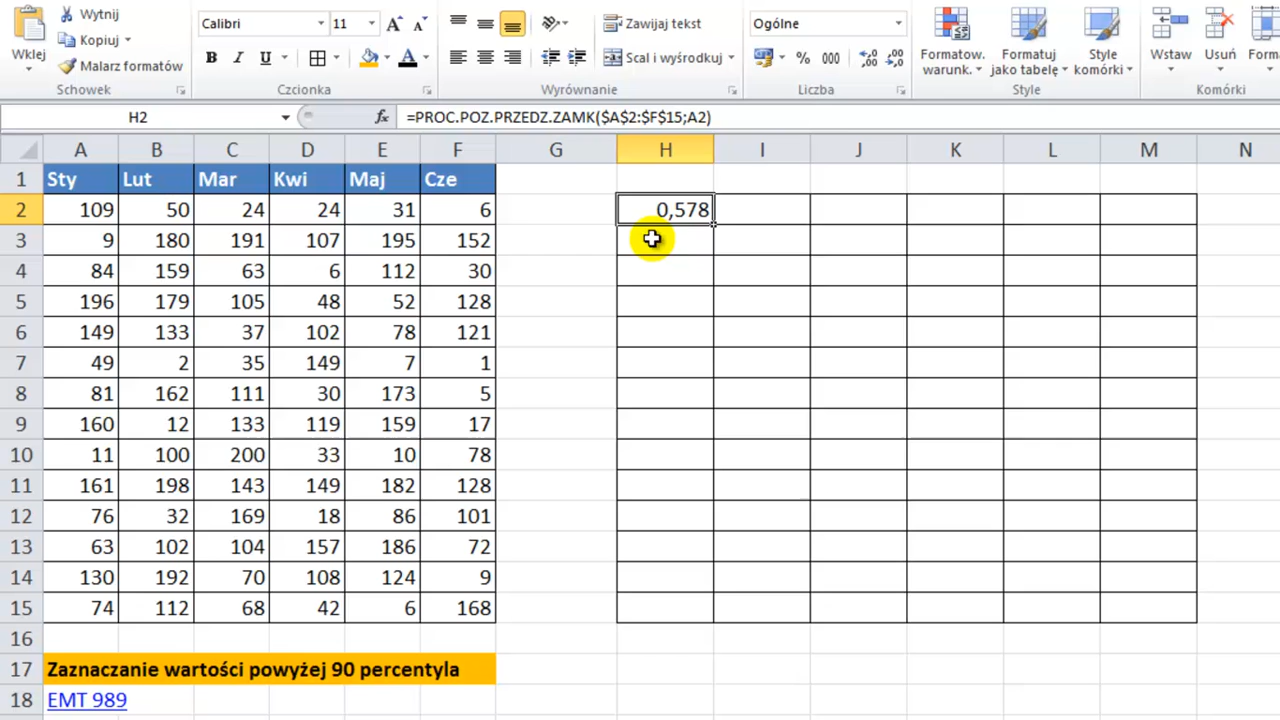 Wklej
Wytnij
Kopiuj
Malarz formatów
Schowek
Calibri 11 A A
B I U A
Czcionka
Zawijaj tekst
Scal i wyśrodkuj
Wyrównanie
Ogólne
% 000 ,0 ,00 ,00 ,0
Liczba
Formatow. warunk.
Formatuj jako tabelę
Style komórki
Style
Wstaw Usuń Form
Komórki
H2 fx =PROC.POZ.PRZEDZ.ZAMK($A$2:$F$15;A2)
A B C D E F G H I J K L M N
1 Sty Lut Mar Kwi Maj Cze
2 109 50 24 24 31 6 0,578
3 9 180 191 107 195 152
4 84 159 63 6 112 30
5 196 179 105 48 52 128
6 149 133 37 102 78 121
7 49 2 35 149 7 1
8 81 162 111 30 173 5
9 160 12 133 119 159 17
10 11 100 200 33 10 78
11 161 198 143 149 182 128
12 76 32 169 18 86 101
13 63 102 104 157 186 72
14 130 192 70 108 124 9
15 74 112 68 42 6 168
16
17 Zaznaczanie wartości powyżej 90 percentyla
18 EMT 989